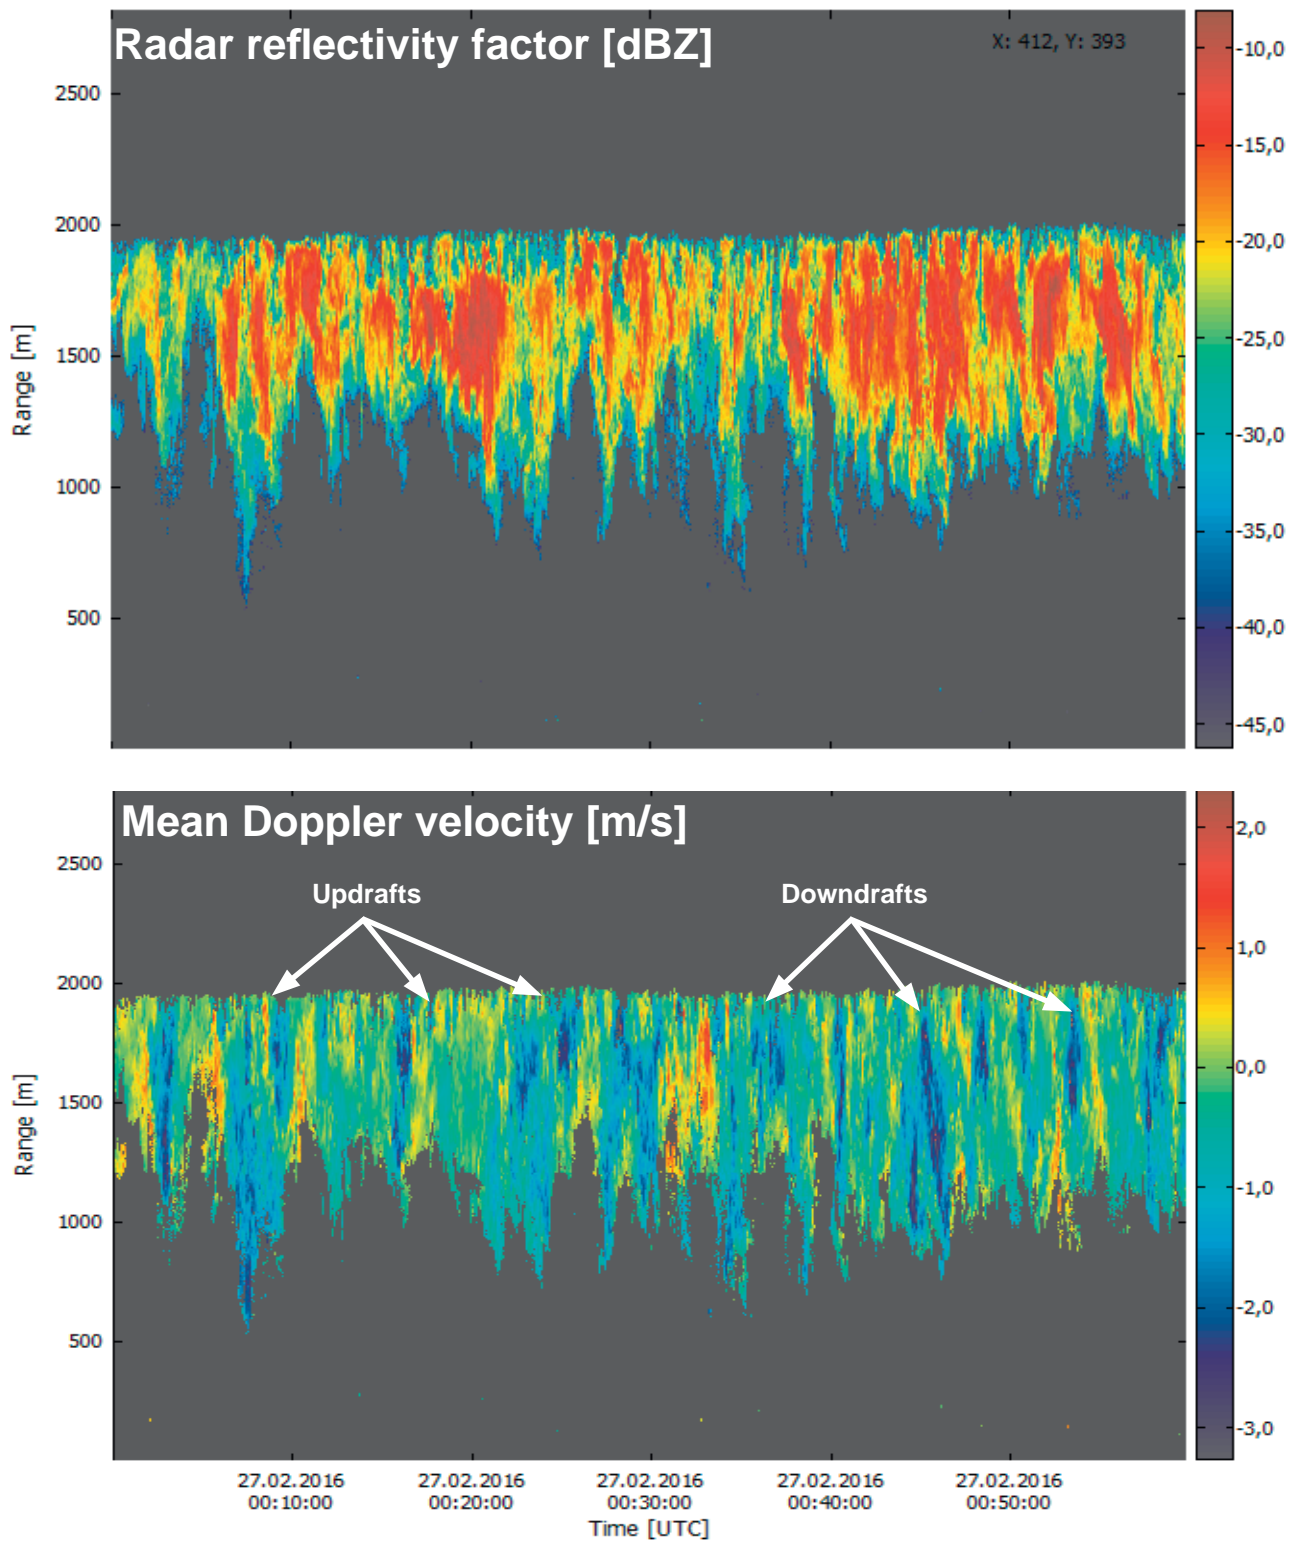 Radar reflectivity factor [dBZ]
X: 412, Y: 393
2500
2000
1500
1000
500
Range [m]
-10,0
-15,0
-20,0
-25,0
-30,0
-35,0
-40,0
-45,0
Mean Doppler velocity [m/s]
Updrafts
Downdrafts
2500
2000
1500
1000
500
Range [m]
2,0
1,0
0,0
-1,0
-2,0
-3,0
27.02.2016 27.02.2016 27.02.2016 27.02.2016 27.02.2016
00:10:00 00:20:00 00:30:00 00:40:00 00:50:00
Time [UTC]